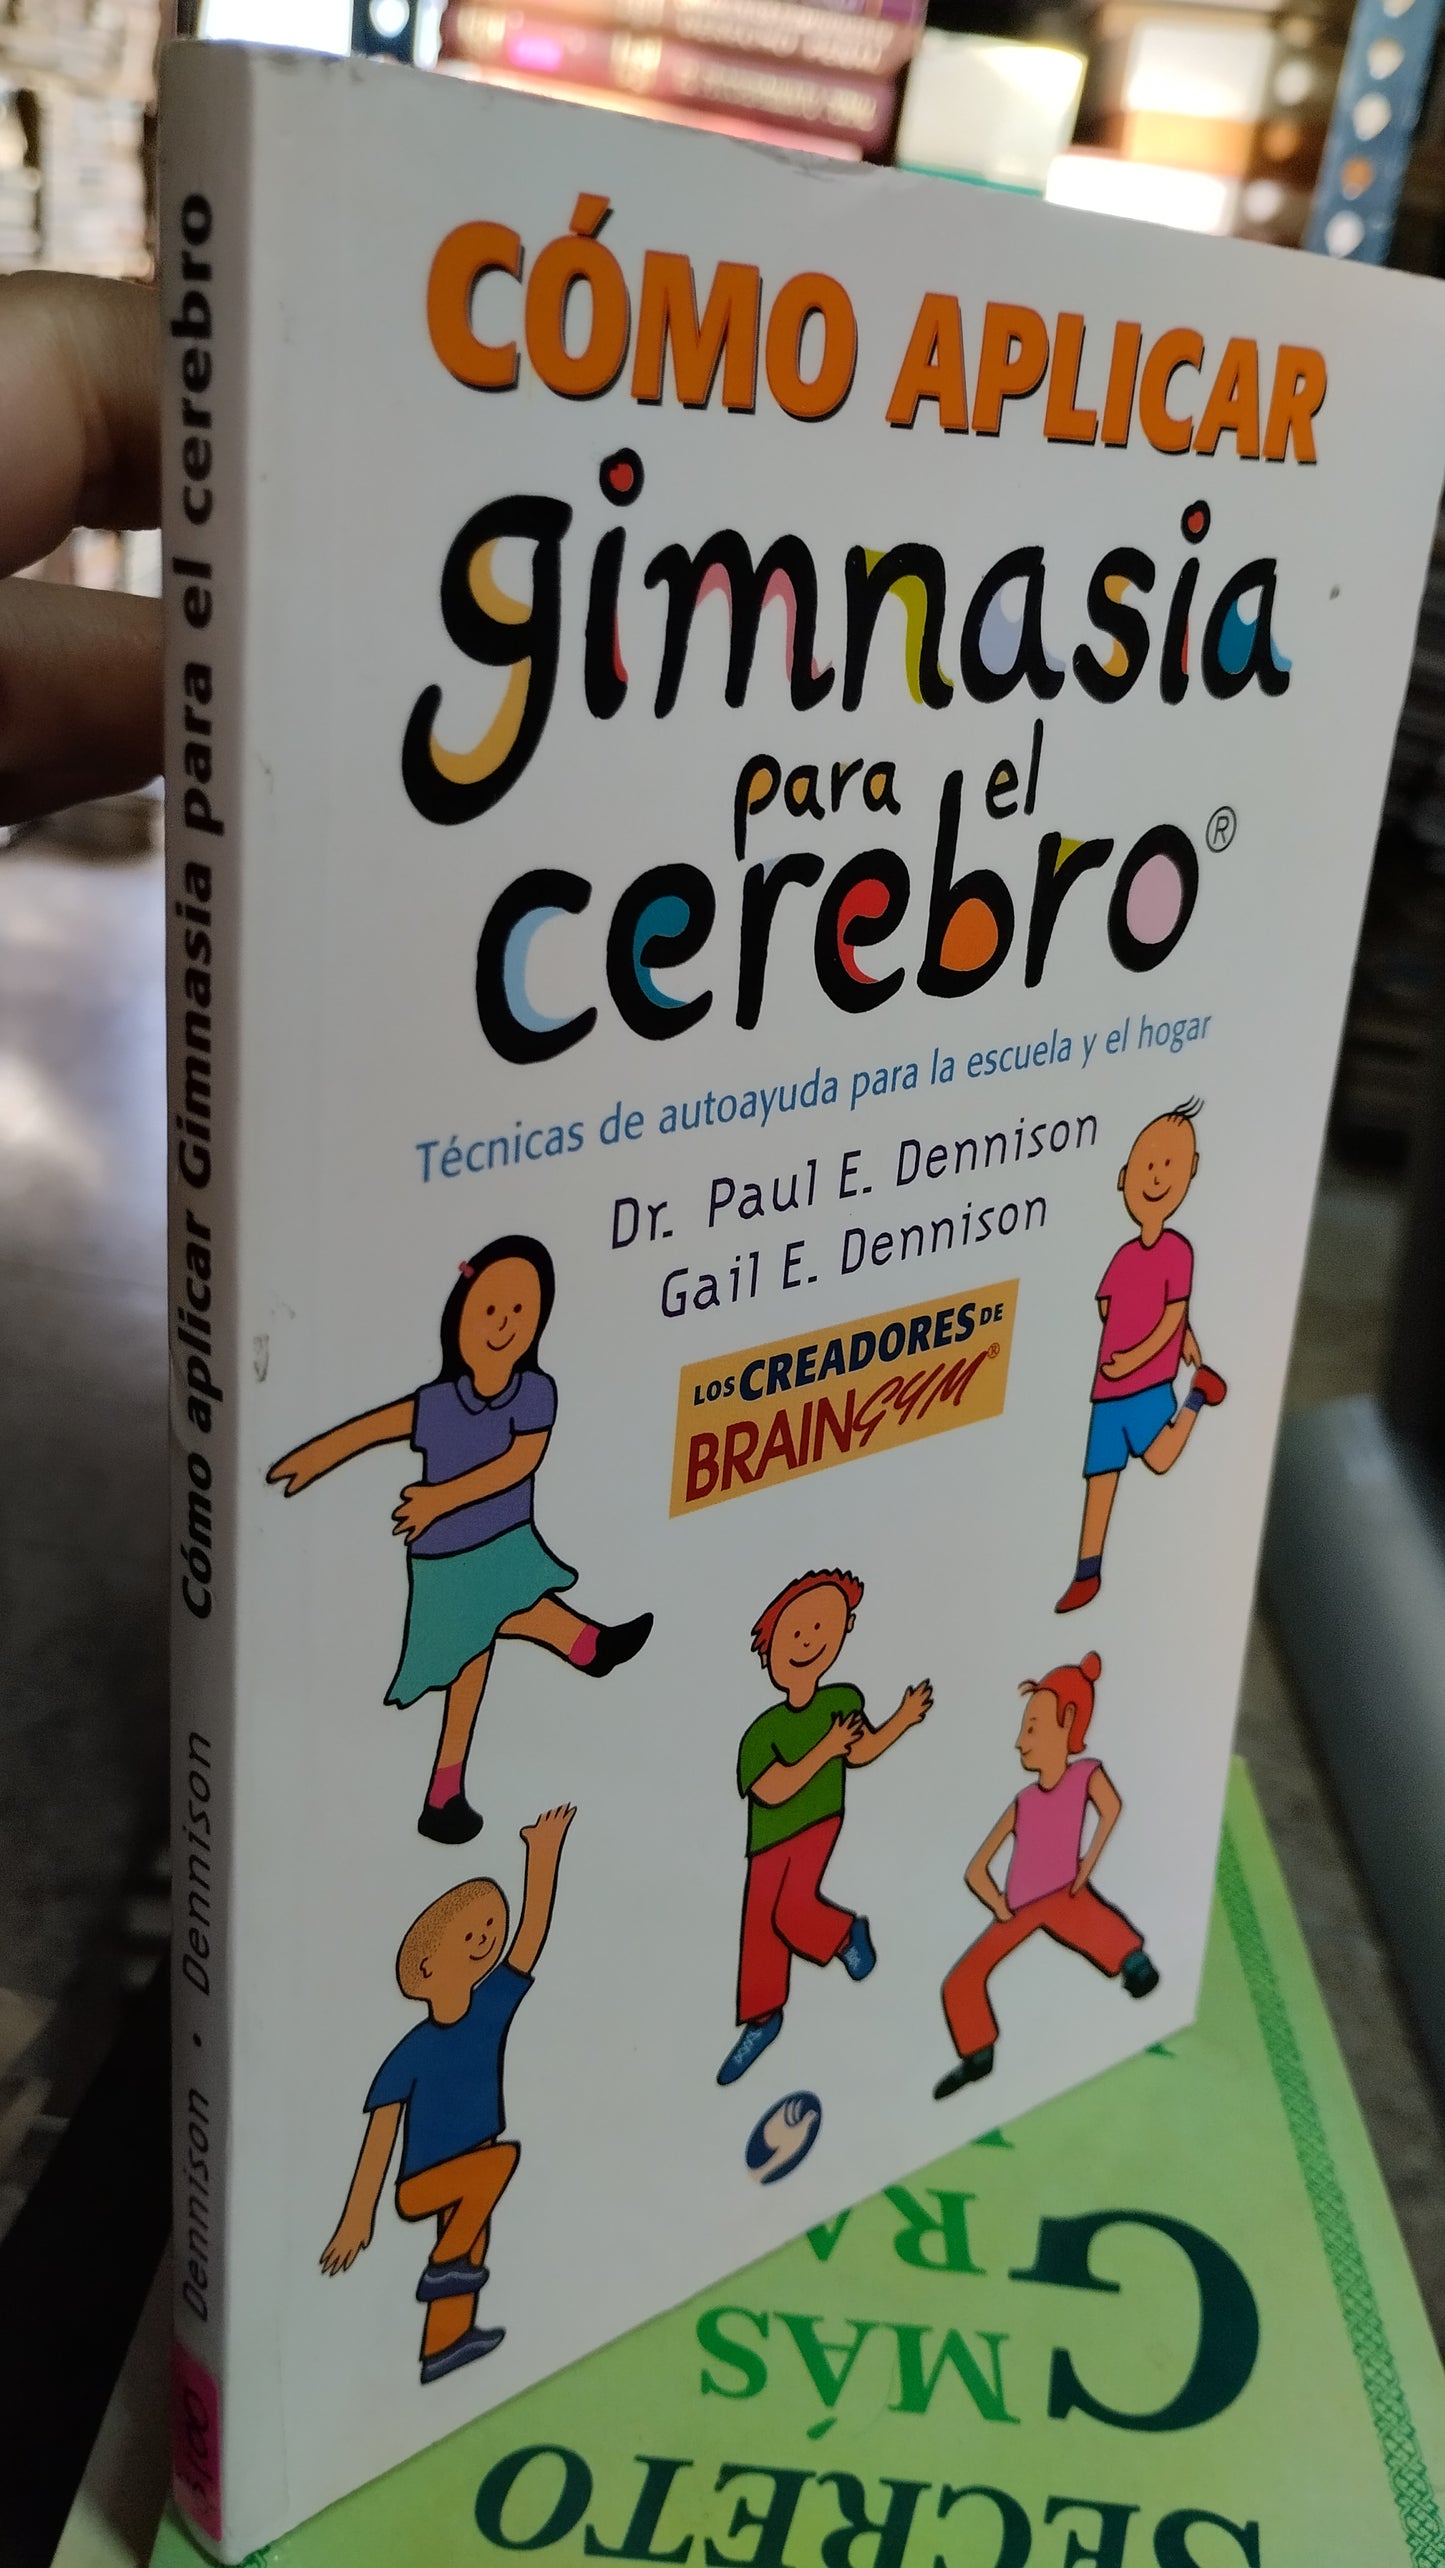 CÓMO APLICAR
gimnasia
para el
cerebro®
Técnicas de autoayuda para la escuela y el hogar
Dr. Paul E. Dennison
Gail E. Dennison
LOS CREADORES DE
BRAINGYM®
Dennison • Dennison Cómo aplicar Gimnasia para el cerebro
SECRETO
MÁS